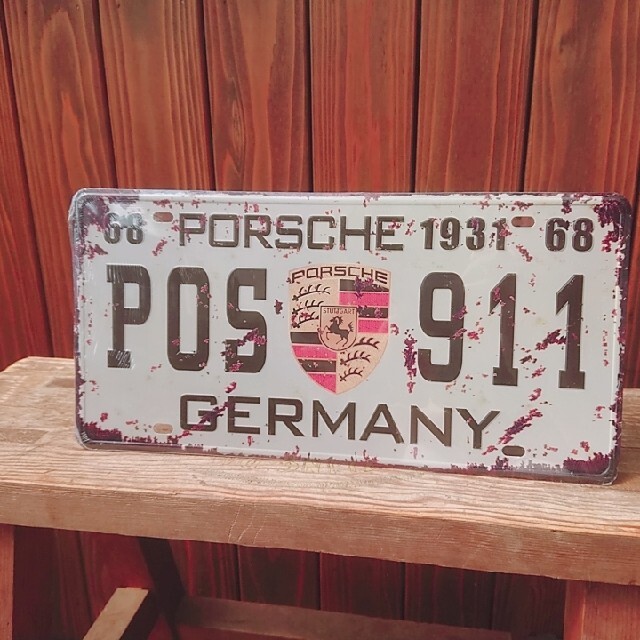 68 PORSCHE 1931 68
POS 911
PORSCHE
STUTTGART
GERMANY